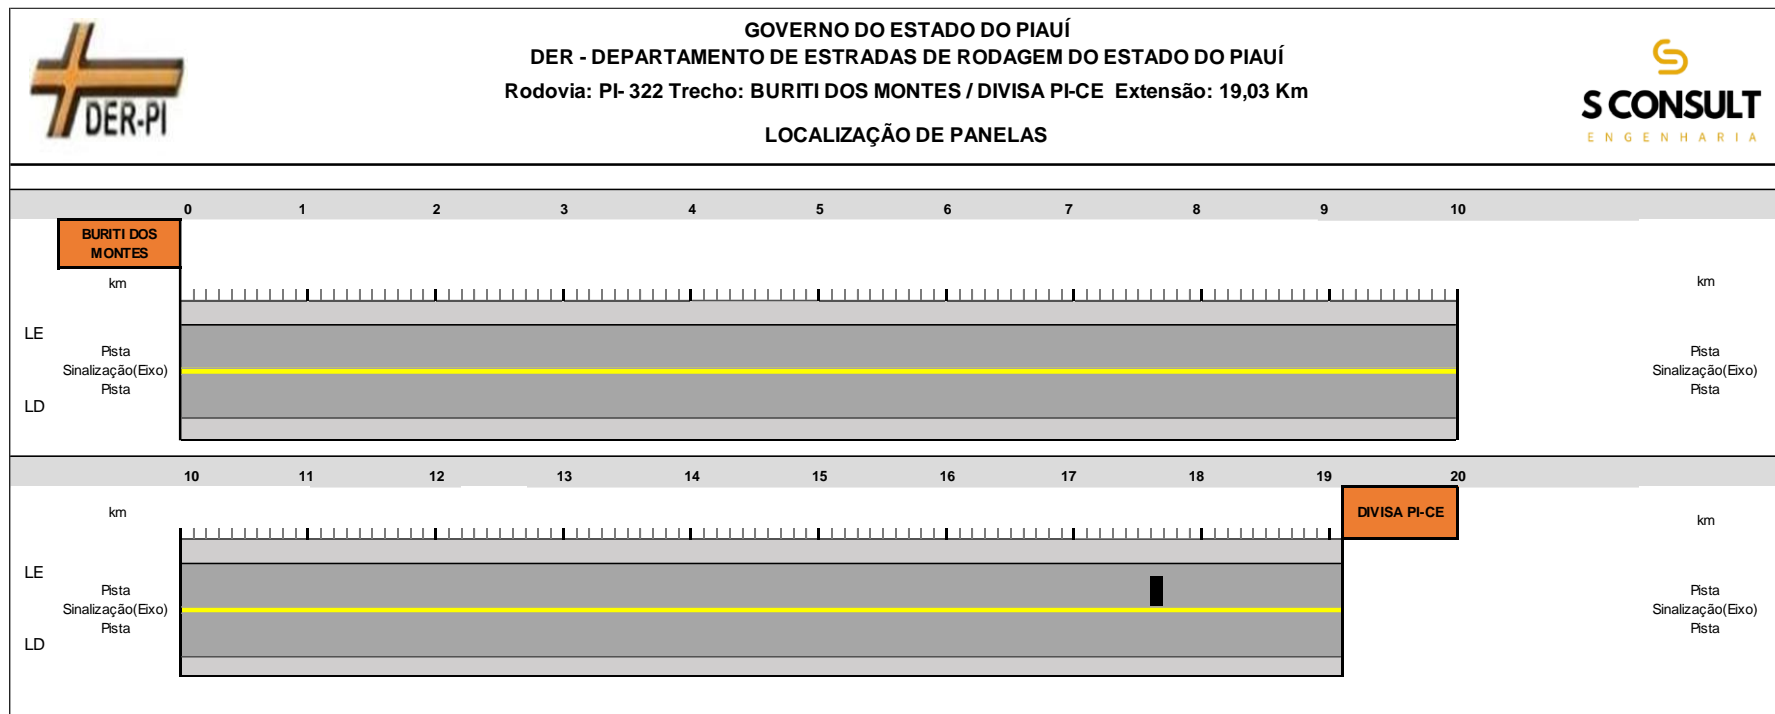 GOVERNO DO ESTADO DO PIAUÍ
DER - DEPARTAMENTO DE ESTRADAS DE RODAGEM DO ESTADO DO PIAUÍ
Rodovia: PI- 322 Trecho: BURITI DOS MONTES / DIVISA PI-CE Extensão: 19,03 Km
LOCALIZAÇÃO DE PANELAS
DER-PI
S CONSULT
ENGENHARIA
0 1 2 3 4 5 6 7 8 9 10
BURITI DOS
MONTES
km km
LE
Pista Pista
Sinalização(Eixo) Sinalização(Eixo)
Pista Pista
LD
10 11 12 13 14 15 16 17 18 19 20
km DIVISA PI-CE km
LE
Pista Pista
Sinalização(Eixo) Sinalização(Eixo)
Pista Pista
LD